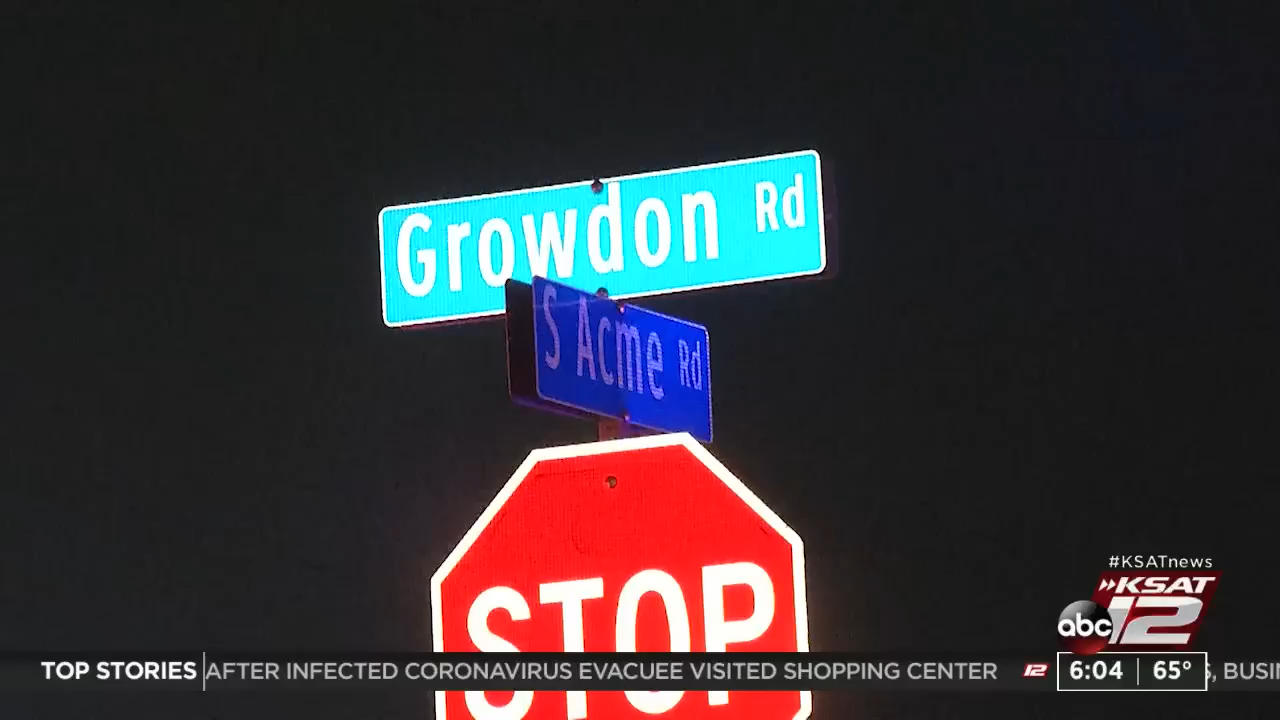 Growdon Rd
S Acme Rd
STOP
#KSATnews
KSAT
abc 12
TOP STORIES AFTER INFECTED CORONAVIRUS EVACUEE VISITED SHOPPING CENTER 12 6:04 65°